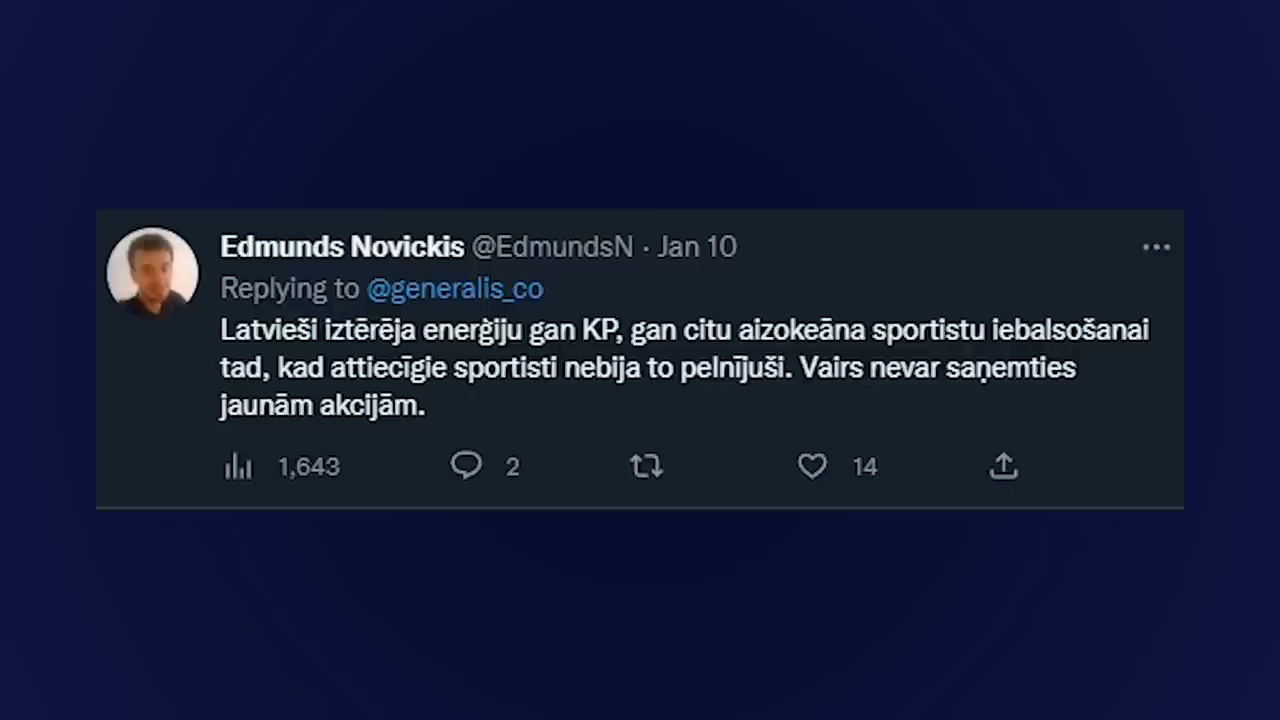 Edmunds Novickis @EdmundsN · Jan 10
Replying to @generalis_co
Latvieši iztērēja enerģiju gan KP, gan citu aizokeāna sportistu iebalsošanai
tad, kad attiecīgie sportisti nebija to pelnījuši. Vairs nevar saņemties
jaunām akcijām.
1,643 2 14